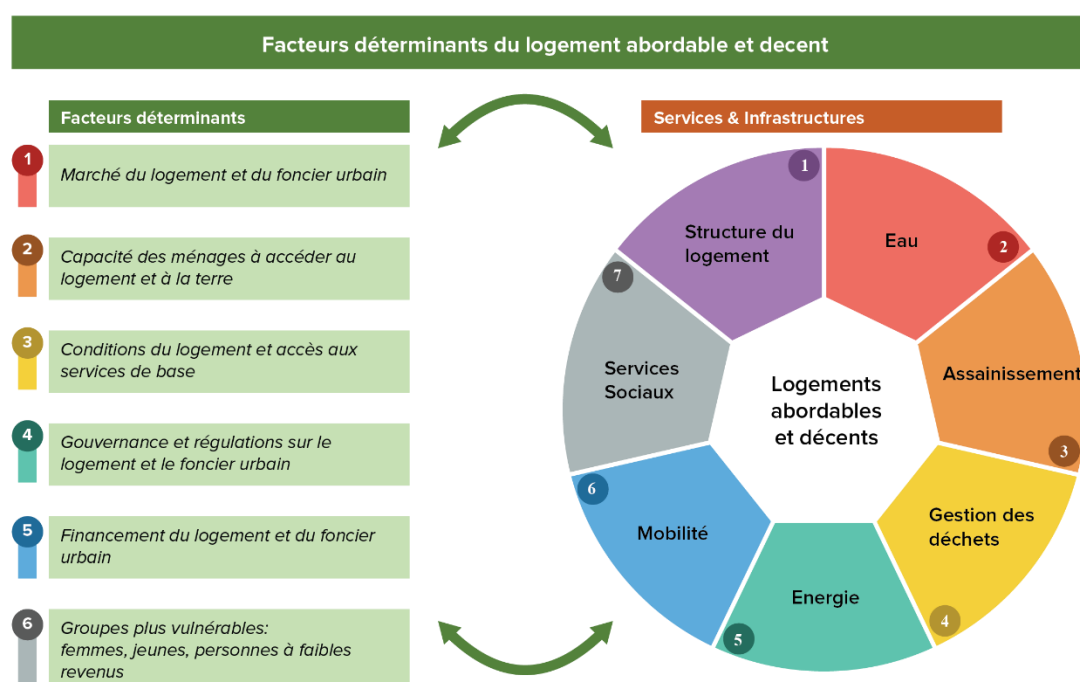 Facteurs déterminants du logement abordable et decent
Facteurs déterminants
1
Marché du logement et du foncier urbain
2
Capacité des ménages à accéder au
logement et à la terre
3
Conditions du logement et accès aux
services de base
4
Gouvernance et régulations sur le
logement et le foncier urbain
5
Financement du logement et du foncier
urbain
6
Groupes plus vulnérables:
femmes, jeunes, personnes à faibles
revenus
Services & Infrastructures
1
Structure du
logement
Eau
2
Assainissement
3
Gestion des
déchets
4
Energie
5
Mobilité
6
Services
Sociaux
7
Logements
abordables
et décents